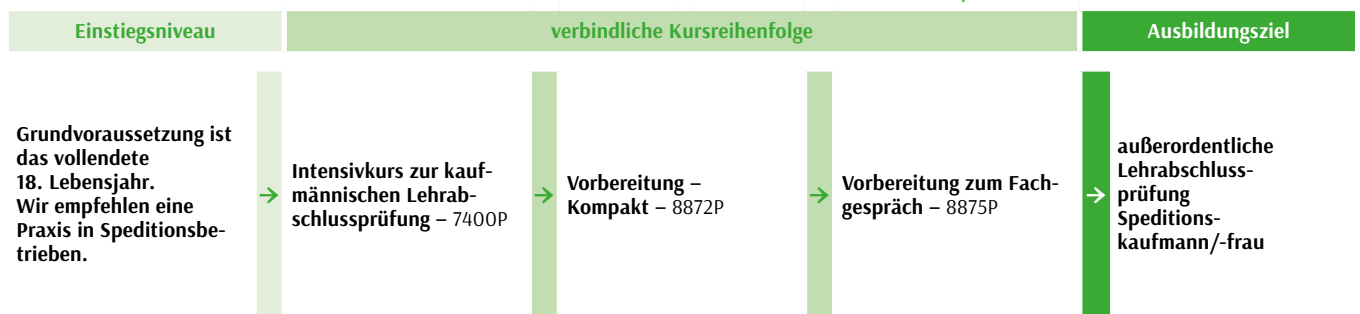 Einstiegsniveau
verbindliche Kursreihenfolge
Ausbildungsziel
Grundvoraussetzung ist
das vollendete
18. Lebensjahr.
Wir empfehlen eine
Praxis in Speditionsbe-
trieben.
→
Intensivkurs zur kauf-
männischen Lehrab-
schlussprüfung – 7400P
→
Vorbereitung –
Kompakt – 8872P
→
Vorbereitung zum Fach-
gespräch – 8875P
→
außerordentliche
Lehrabschluss-
prüfung
Speditions-
kaufmann/-frau